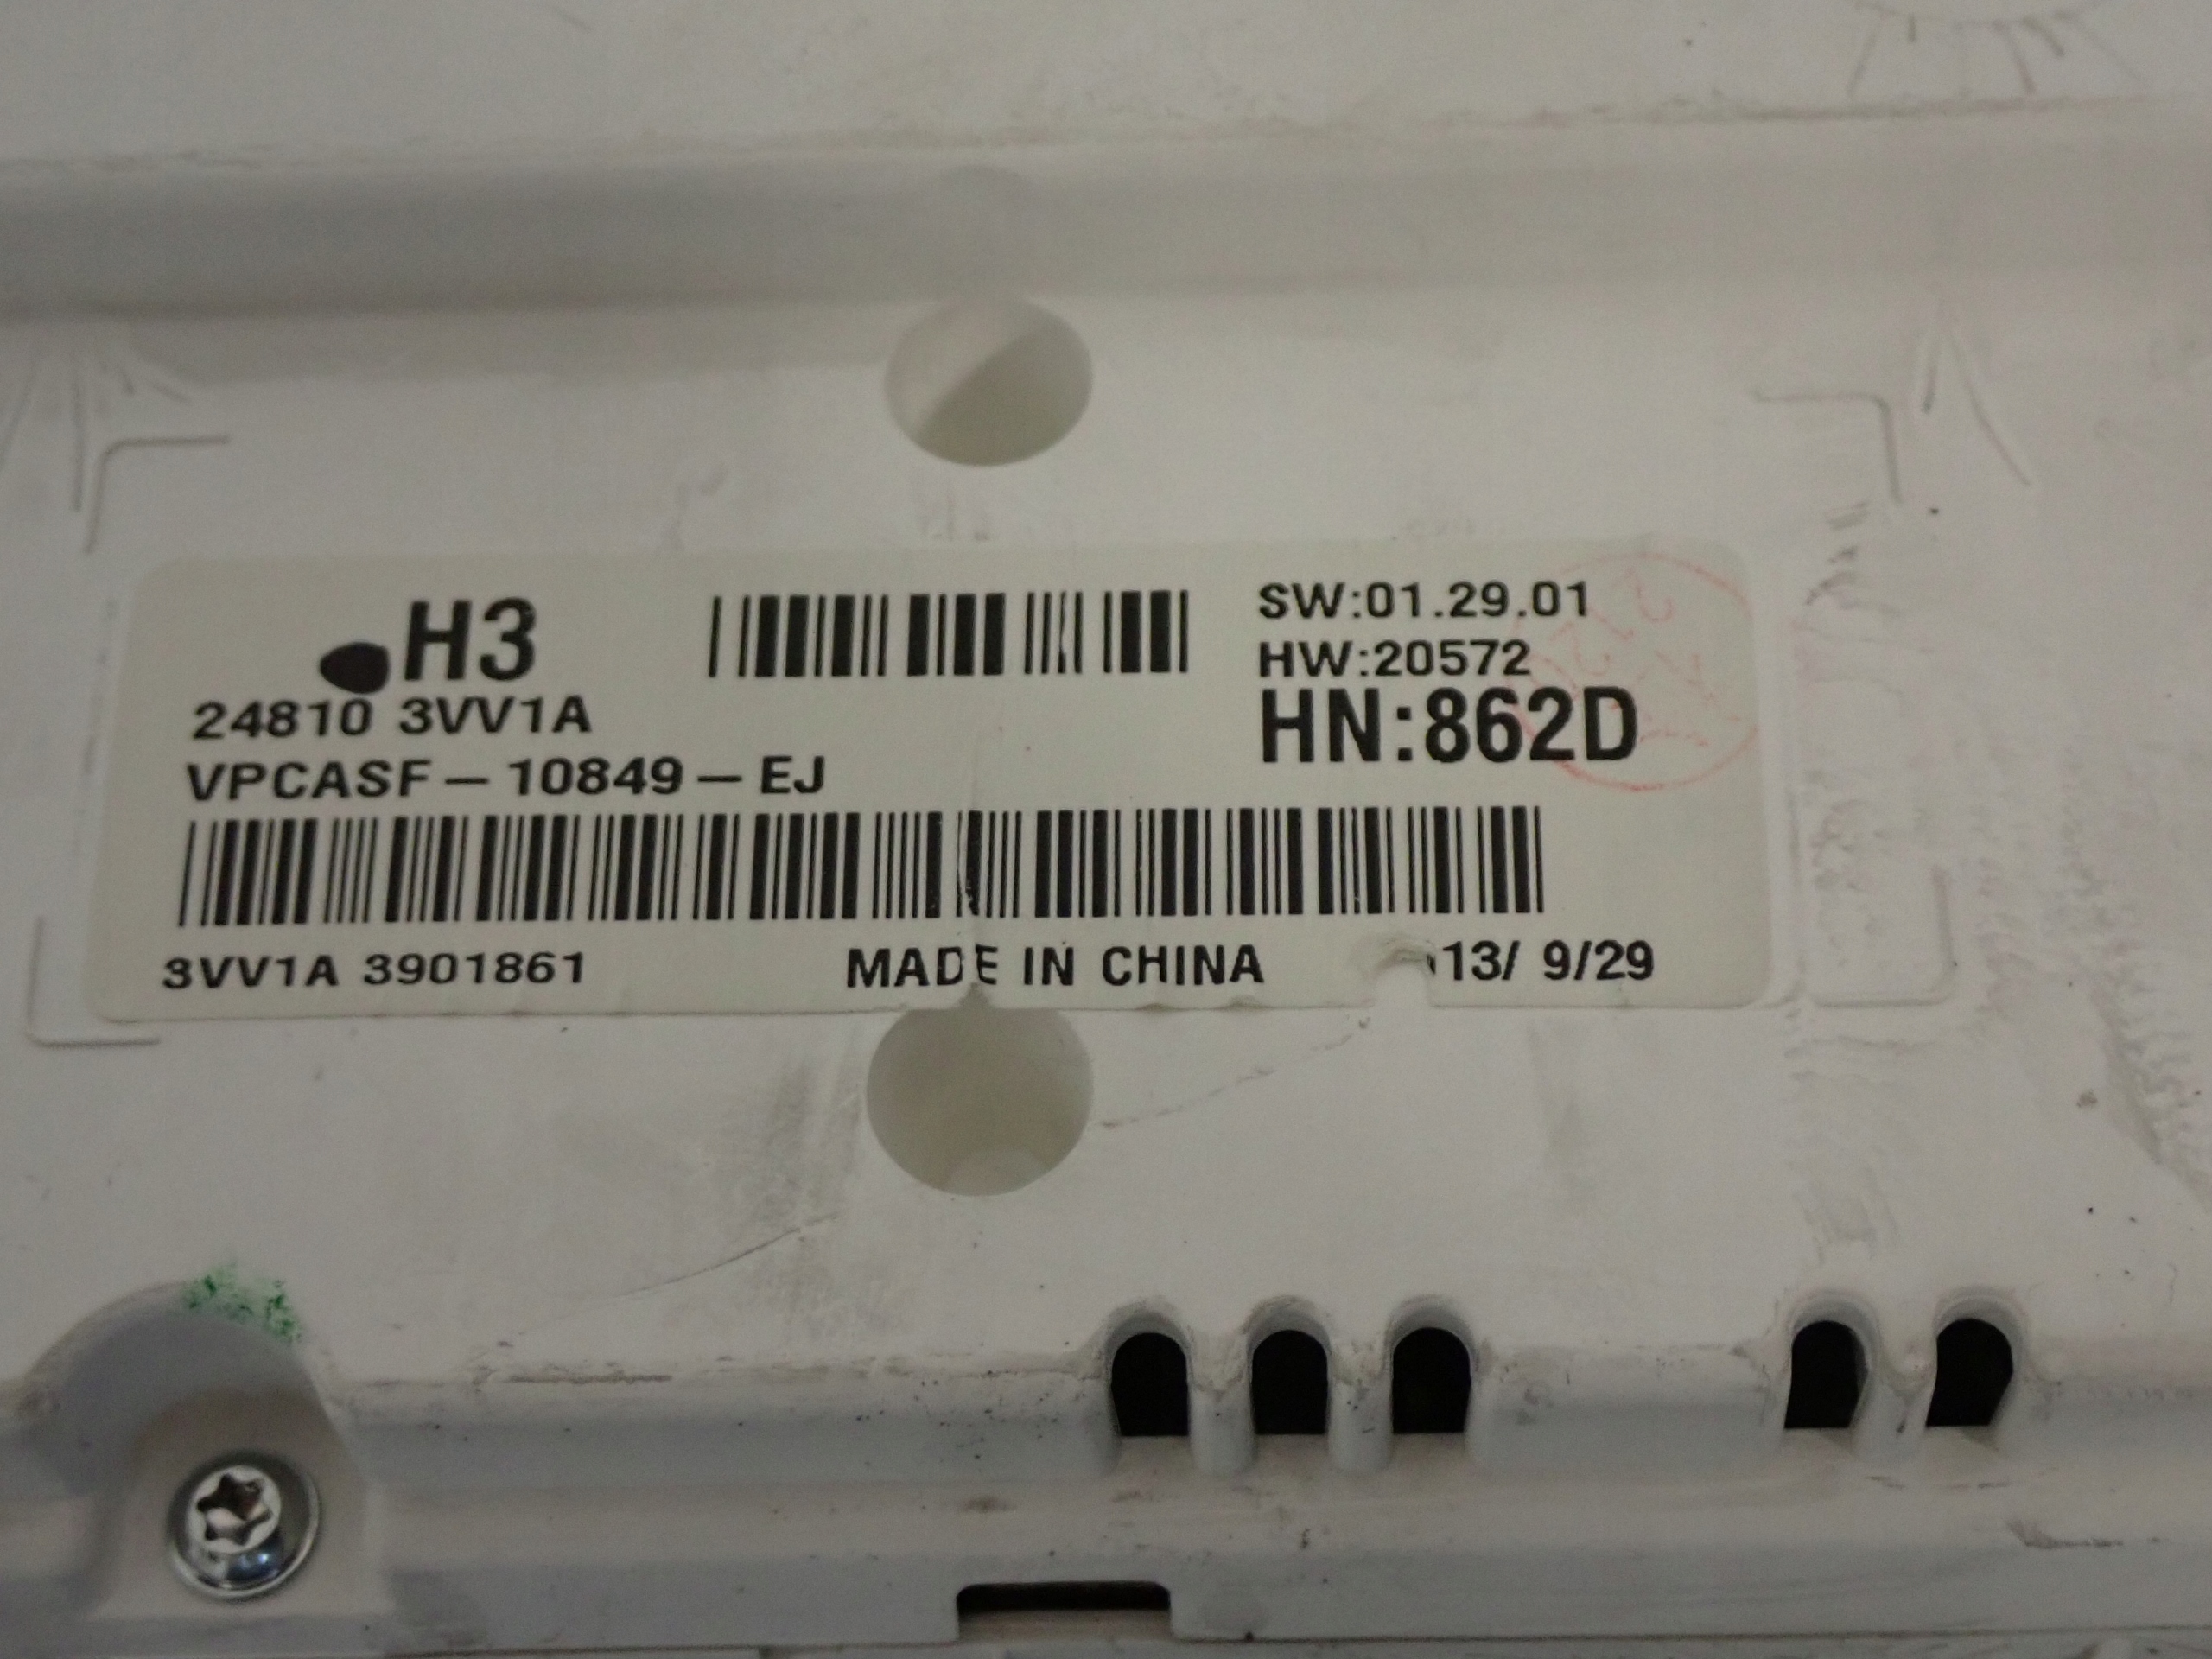 H3
24810 3VV1A
VPCASF-10849-EJ
SW:01.29.01
HW:20572
HN:862D
3VV1A 3901861
MADE IN CHINA
13/ 9/29